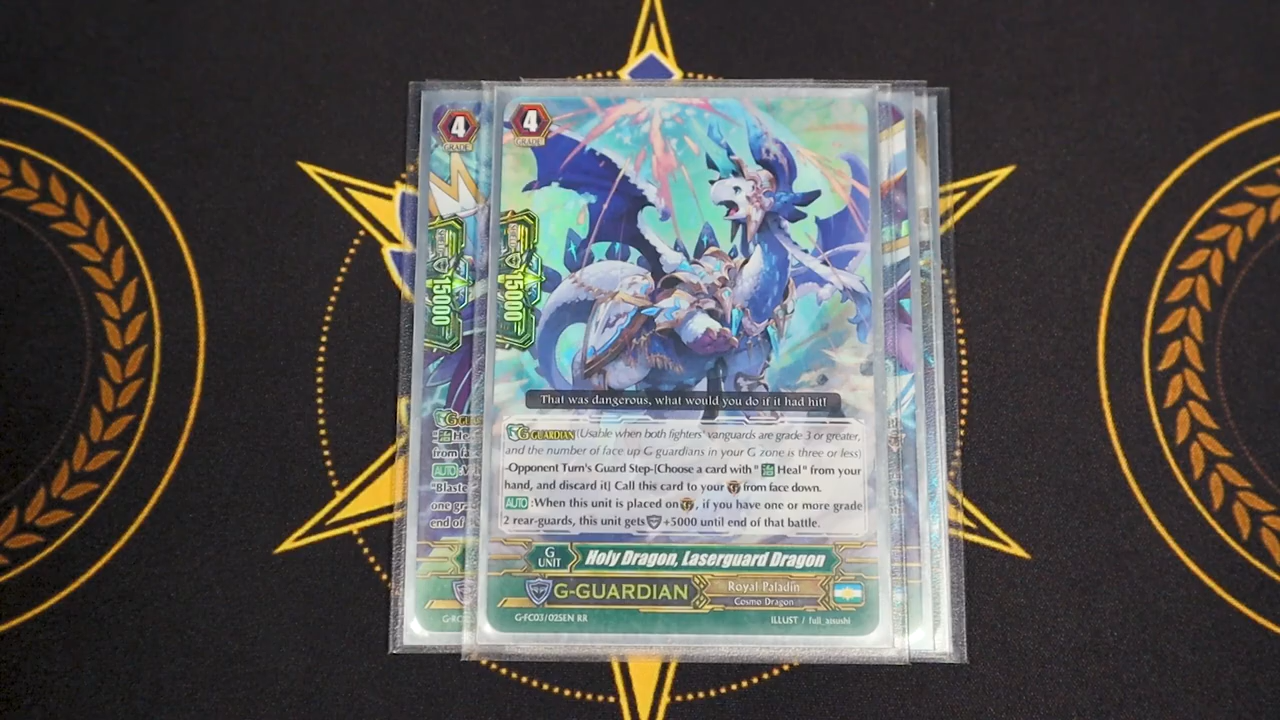 4
GRADE
15000
That was dangerous, what would you do if it had hit!
G GUARDIAN (Usable when both fighters' vanguards are grade 3 or greater,
and the number of face up G guardians in your G zone is three or less)
-Opponent Turn's Guard Step-[Choose a card with " Heal" from your
hand, and discard it] Call this card to your from face down.
AUTO :When this unit is placed on , if you have one or more grade
2 rear-guards, this unit gets +5000 until end of that battle.
G UNIT
Holy Dragon, Laserguard Dragon
G-GUARDIAN
Royal Paladin
Cosmo Dragon
G-FC03/025EN RR
ILLUST / full_atsushi
4
GRADE
15000
AUTO
"Blaste
one gra
end of